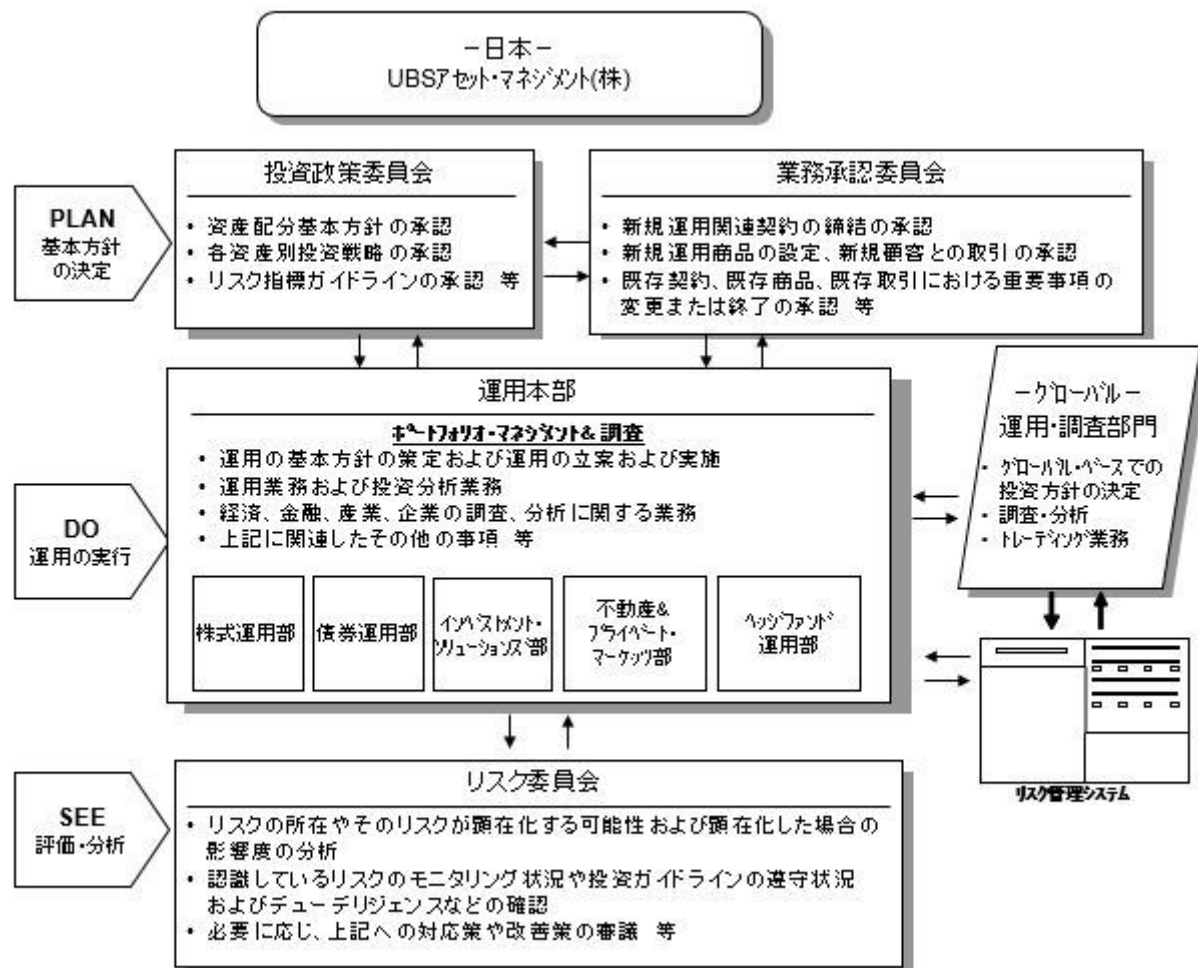 －日本－
UBSアセット・マネジメント(株)
投資政策委員会
・ 資産配分基本方針の承認
・ 各資産別投資戦略の承認
・ リスク指標ガイドラインの承認 等
業務承認委員会
・ 新規運用関連契約の締結の承認
・ 新規運用商品の設定、新規顧客との取引の承認
・ 既存契約、既存商品、既存取引における重要事項の
変更または終了の承認 等
PLAN
基本方針
の決定
運用本部
ポートフォリオ・マネジメント&調査
・ 運用の基本方針の策定および運用の立案および実施
・ 運用業務および投資分析業務
・ 経済、金融、産業、企業の調査、分析に関する業務
・ 上記に関連したその他の事項 等
株式運用部
債券運用部
インベストメント・
ソリューションズ部
不動産&
プライベート・
マーケッツ部
ヘッジファンド
運用部
DO
運用の実行
－グローバル－
運用・調査部門
・ グローバル・ベースでの
投資方針の決定
・ 調査・分析
・ トレーディング業務
リスク管理システム
SEE
評価・分析
リスク委員会
・ リスクの所在やそのリスクが顕在化する可能性および顕在化した場合の
影響度の分析
・ 認識しているリスクのモニタリング状況や投資ガイドラインの遵守状況
およびデューデリジェンスなどの確認
・ 必要に応じ、上記への対応策や改善策の審議 等